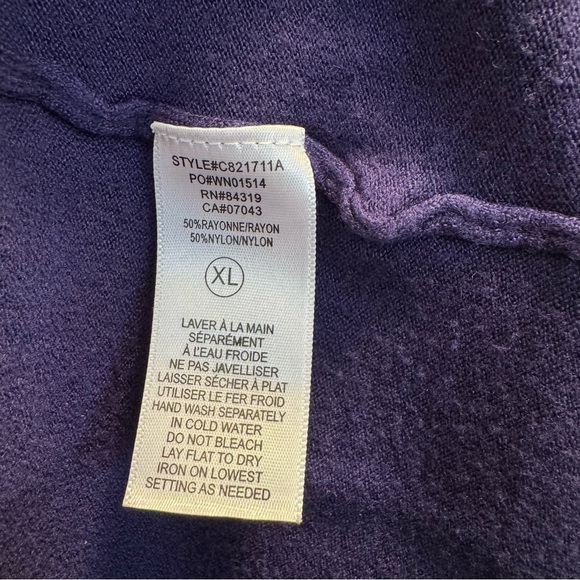 STYLE#C821711A
PO#WN01514
RN#84319
CA#07043
50%RAYONNE/RAYON
50%NYLON/NYLON
XL
LAVER À LA MAIN
SÉPARÉMENT
À L'EAU FROIDE
NE PAS JAVELLISER
LAISSER SÉCHER À PLAT
UTILISER LE FER FROID
HAND WASH SEPARATELY
IN COLD WATER
DO NOT BLEACH
LAY FLAT TO DRY
IRON ON LOWEST
SETTING AS NEEDED